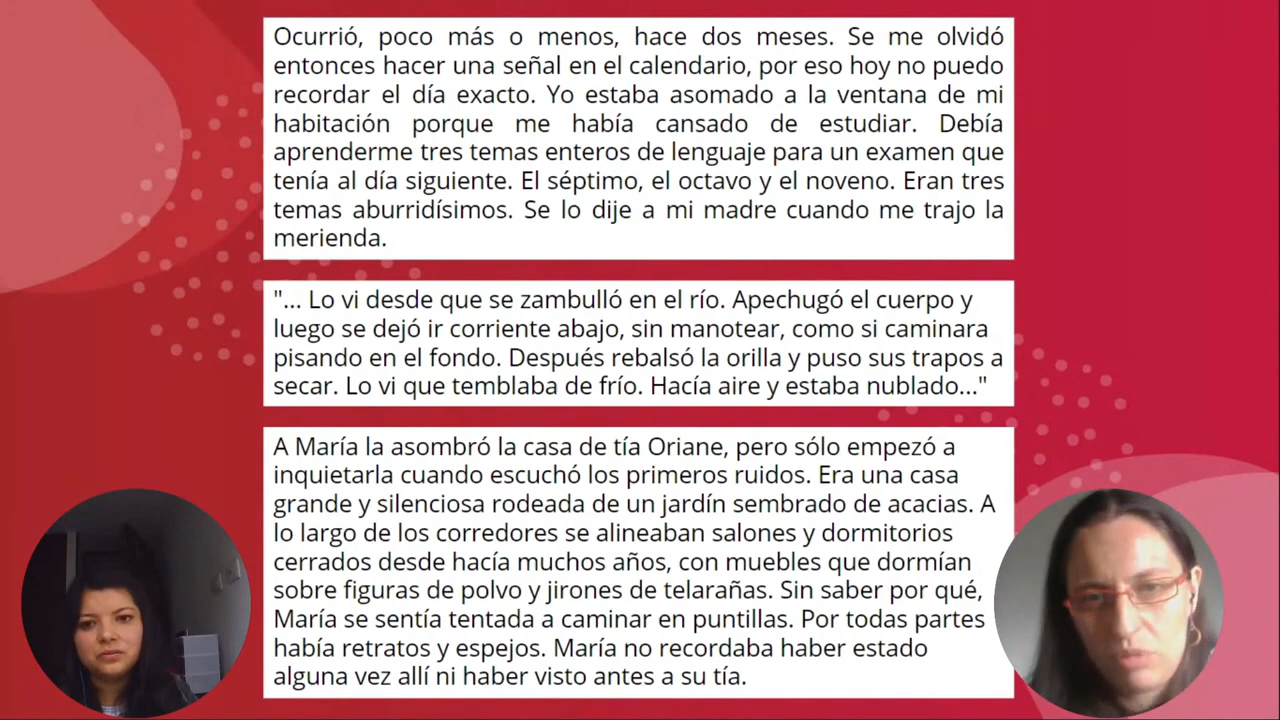 Ocurrió, poco más o menos, hace dos meses. Se me olvidó
entonces hacer una señal en el calendario, por eso hoy no puedo
recordar el día exacto. Yo estaba asomado a la ventana de mi
habitación porque me había cansado de estudiar. Debía
aprenderme tres temas enteros de lenguaje para un examen que
tenía al día siguiente. El séptimo, el octavo y el noveno. Eran tres
temas aburridísimos. Se lo dije a mi madre cuando me trajo la
merienda.
"... Lo vi desde que se zambulló en el río. Apechugó el cuerpo y
luego se dejó ir corriente abajo, sin manotear, como si caminara
pisando en el fondo. Después rebalsó la orilla y puso sus trapos a
secar. Lo vi que temblaba de frío. Hacía aire y estaba nublado..."
A María la asombró la casa de tía Oriane, pero sólo empezó a
inquietarla cuando escuchó los primeros ruidos. Era una casa
grande y silenciosa rodeada de un jardín sembrado de acacias. A
lo largo de los corredores se alineaban salones y dormitorios
cerrados desde hacía muchos años, con muebles que dormían
sobre figuras de polvo y jirones de telarañas. Sin saber por qué,
María se sentía tentada a caminar en puntillas. Por todas partes
había retratos y espejos. María no recordaba haber estado
alguna vez allí ni haber visto antes a su tía.